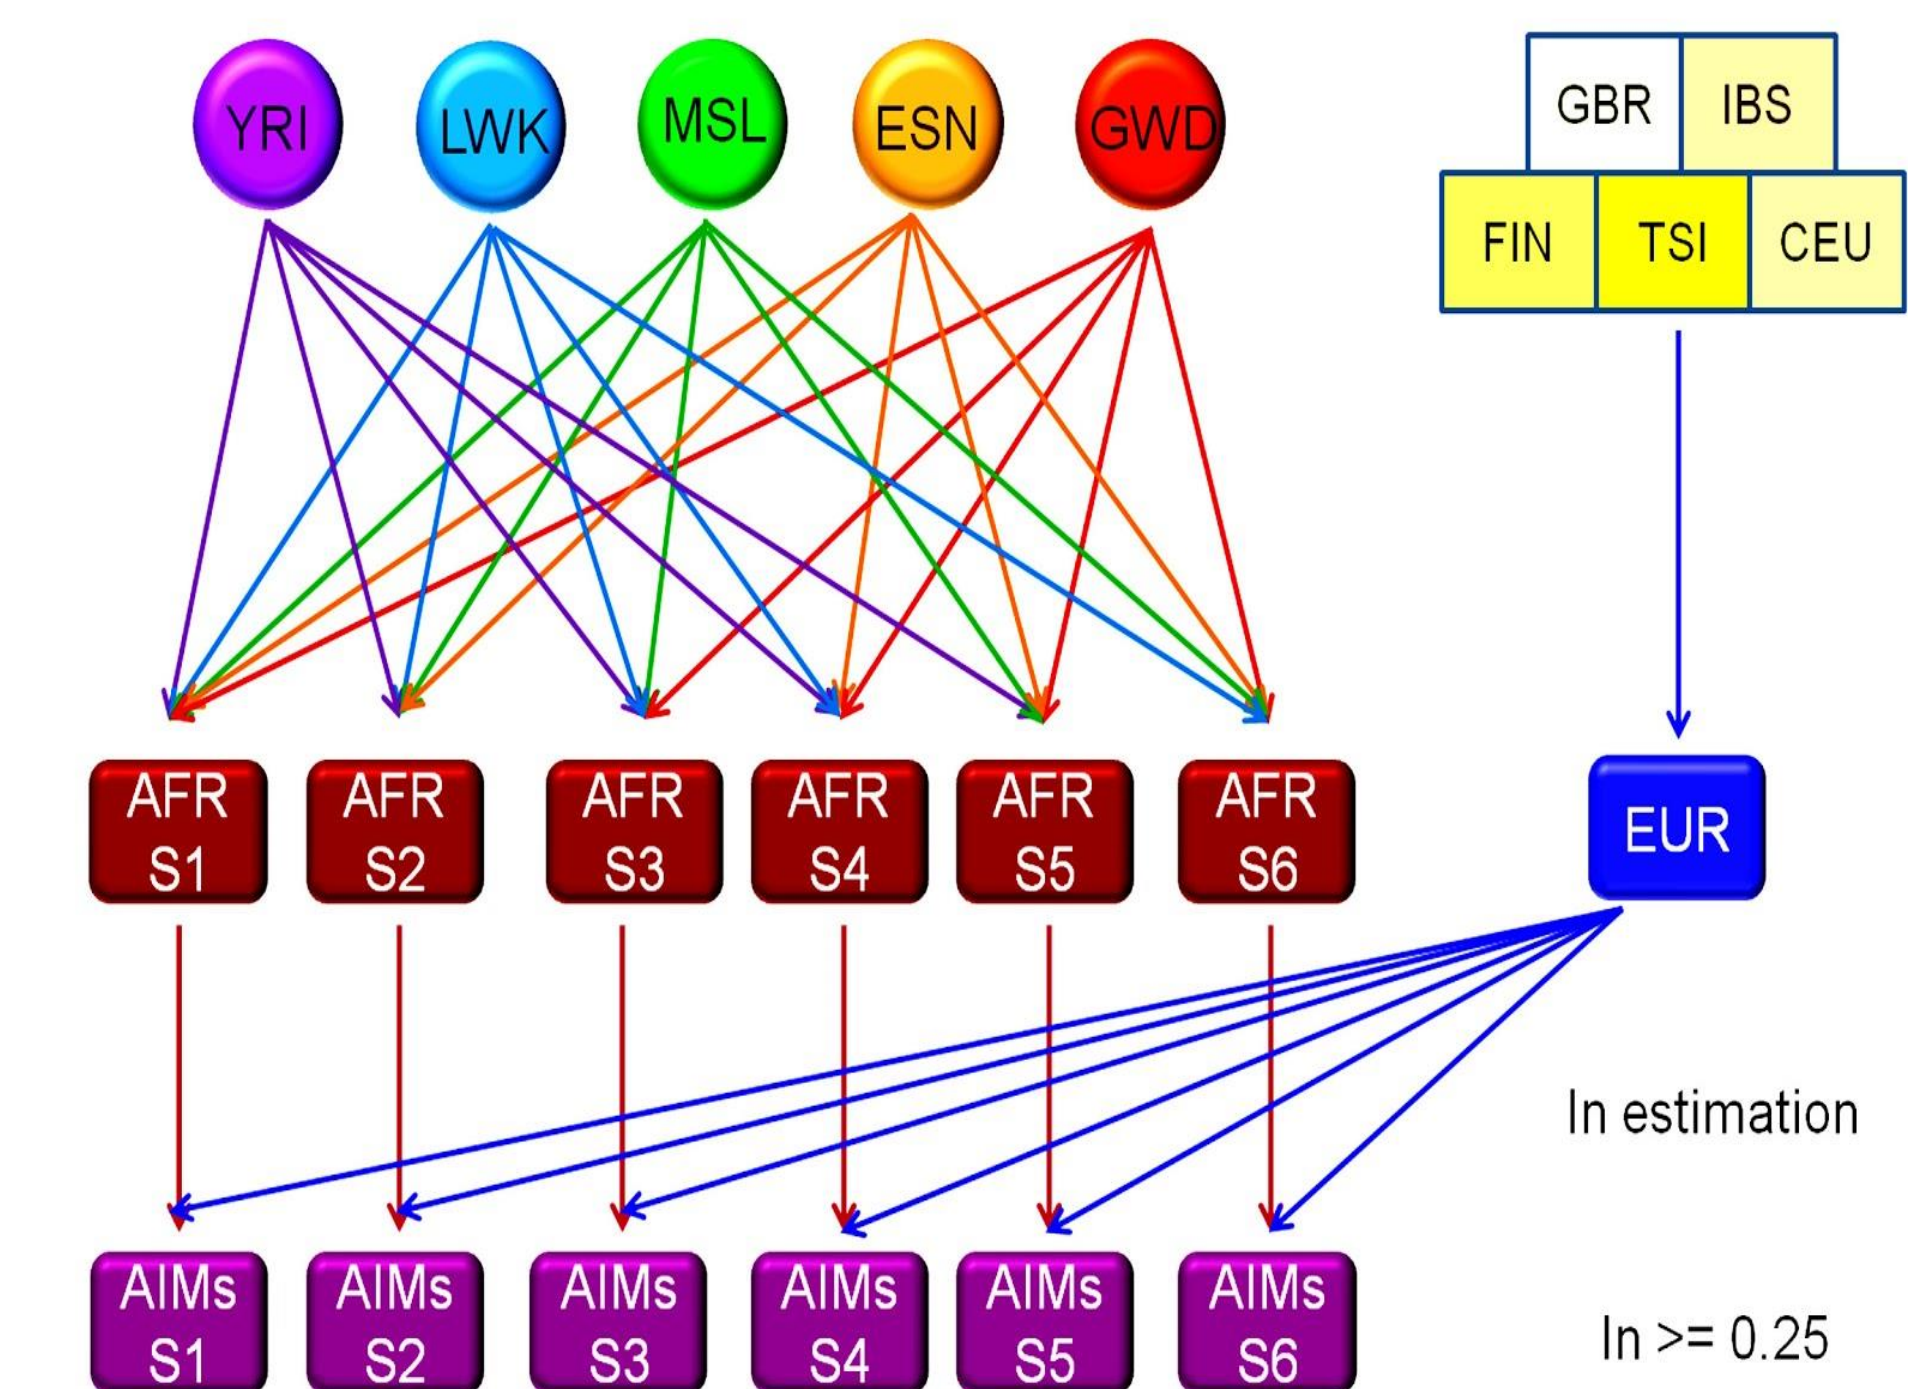 YRI
LWK
MSL
ESN
GWD
GBR
IBS
FIN
TSI
CEU
AFR
S1
AFR
S2
AFR
S3
AFR
S4
AFR
S5
AFR
S6
EUR
In estimation
AIMs
S1
AIMs
S2
AIMs
S3
AIMs
S4
AIMs
S5
AIMs
S6
In >= 0.25